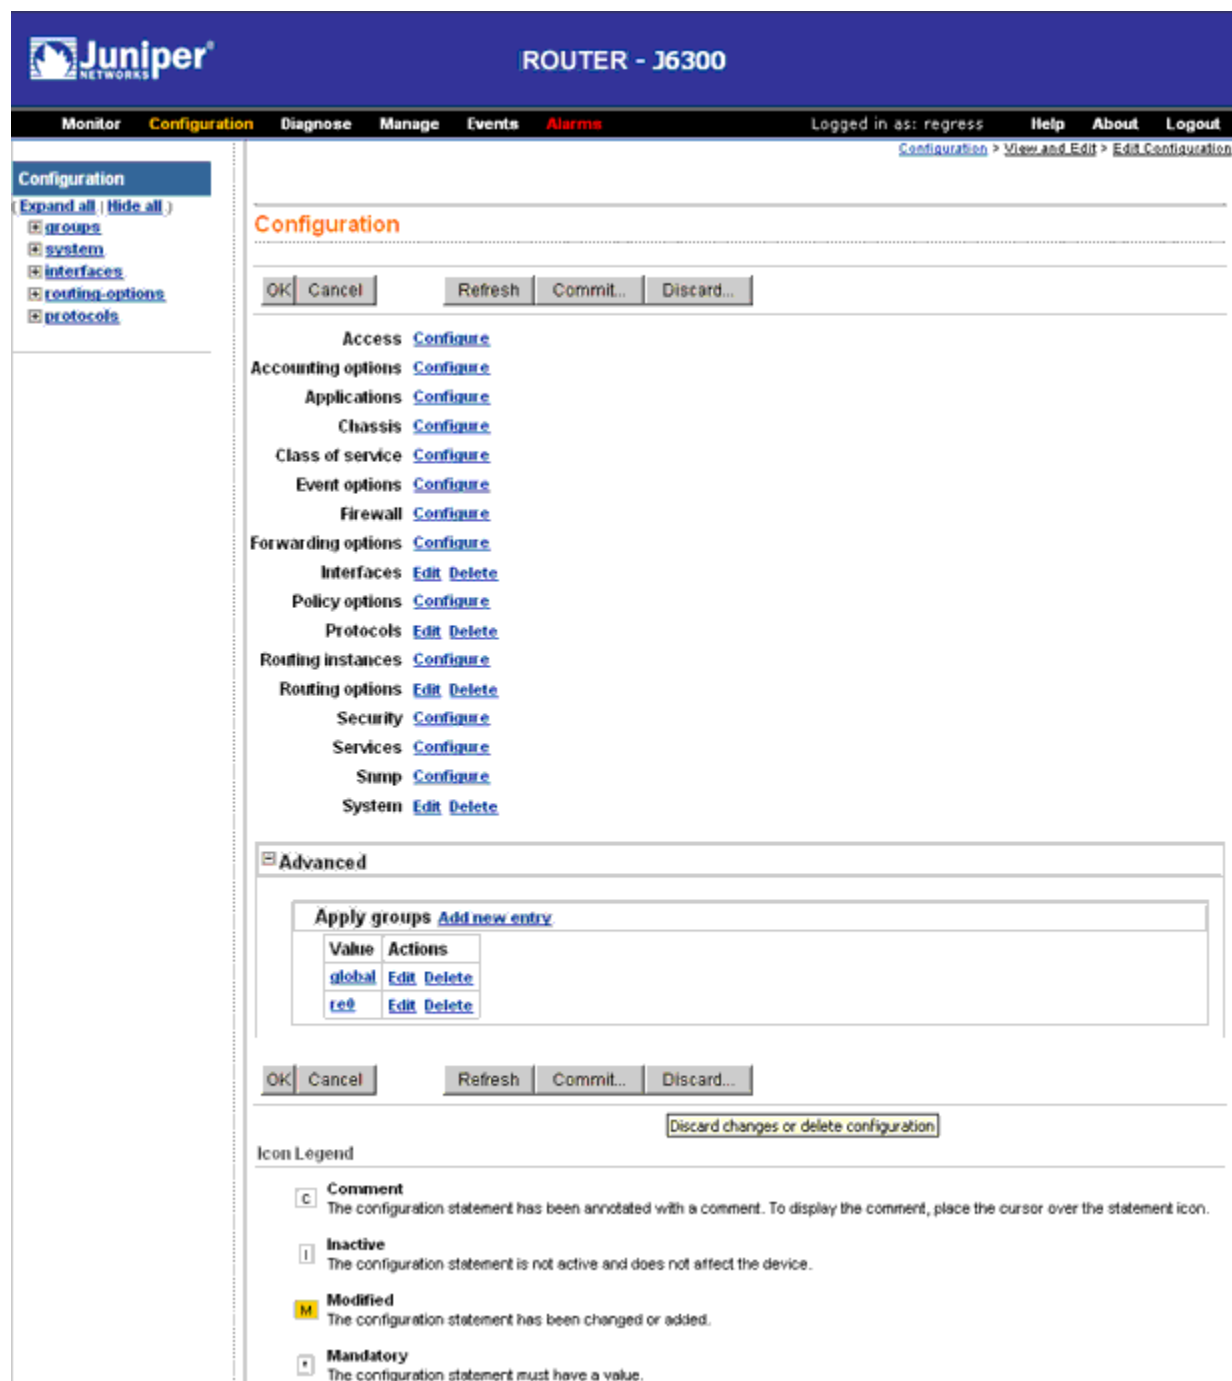 Juniper
NETWORKS
ROUTER - J6300
Monitor Configuration Diagnose Manage Events Alarms Logged in as: regress Help About Logout
Configuration > View and Edit > Edit Configuration
Configuration
( Expand all | Hide all )
groups
system
interfaces
routing-options
protocols
Configuration
OK Cancel Refresh Commit... Discard...
Access Configure
Accounting options Configure
Applications Configure
Chassis Configure
Class of service Configure
Event options Configure
Firewall Configure
Forwarding options Configure
Interfaces Edit Delete
Policy options Configure
Protocols Edit Delete
Routing instances Configure
Routing options Edit Delete
Security Configure
Services Configure
Snmp Configure
System Edit Delete
Advanced
Apply groups Add new entry
Value Actions
global Edit Delete
re0 Edit Delete
OK Cancel Refresh Commit... Discard...
Discard changes or delete configuration
Icon Legend
C Comment
The configuration statement has been annotated with a comment. To display the comment, place the cursor over the statement icon.
I Inactive
The configuration statement is not active and does not affect the device.
M Modified
The configuration statement has been changed or added.
* Mandatory
The configuration statement must have a value.